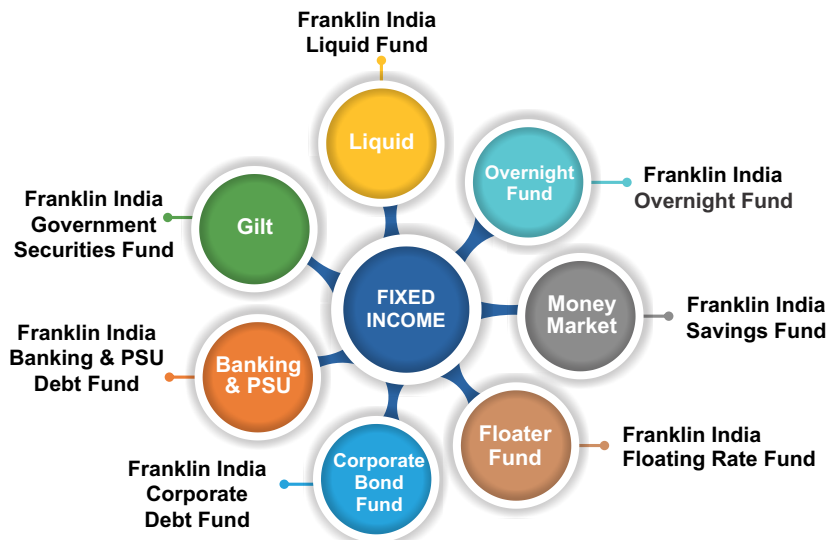 Franklin India
Liquid Fund
Liquid
Overnight
Fund
Franklin India
Overnight Fund
Franklin India
Government
Securities Fund
Gilt
FIXED
INCOME
Money
Market
Franklin India
Savings Fund
Franklin India
Banking & PSU
Debt Fund
Banking
& PSU
Floater
Fund
Franklin India
Floating Rate Fund
Franklin India
Corporate
Debt Fund
Corporate
Bond
Fund